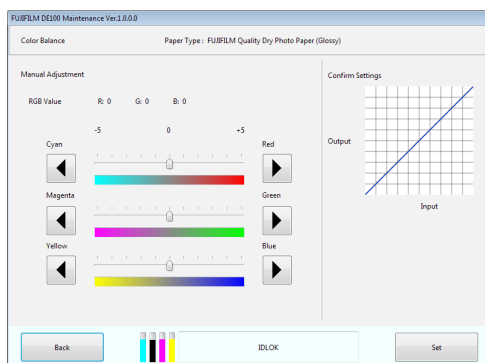 FUJIFILM DE100 Maintenance Ver.1.0.0.0
Color Balance
Paper Type : FUJIFILM Quality Dry Photo Paper (Glossy)
Manual Adjustment
Confirm Settings
RGB Value R: 0 G: 0 B: 0
-5 0 +5
Cyan Red
Output
Magenta Green
Input
Yellow Blue
Back
IDLOK
Set